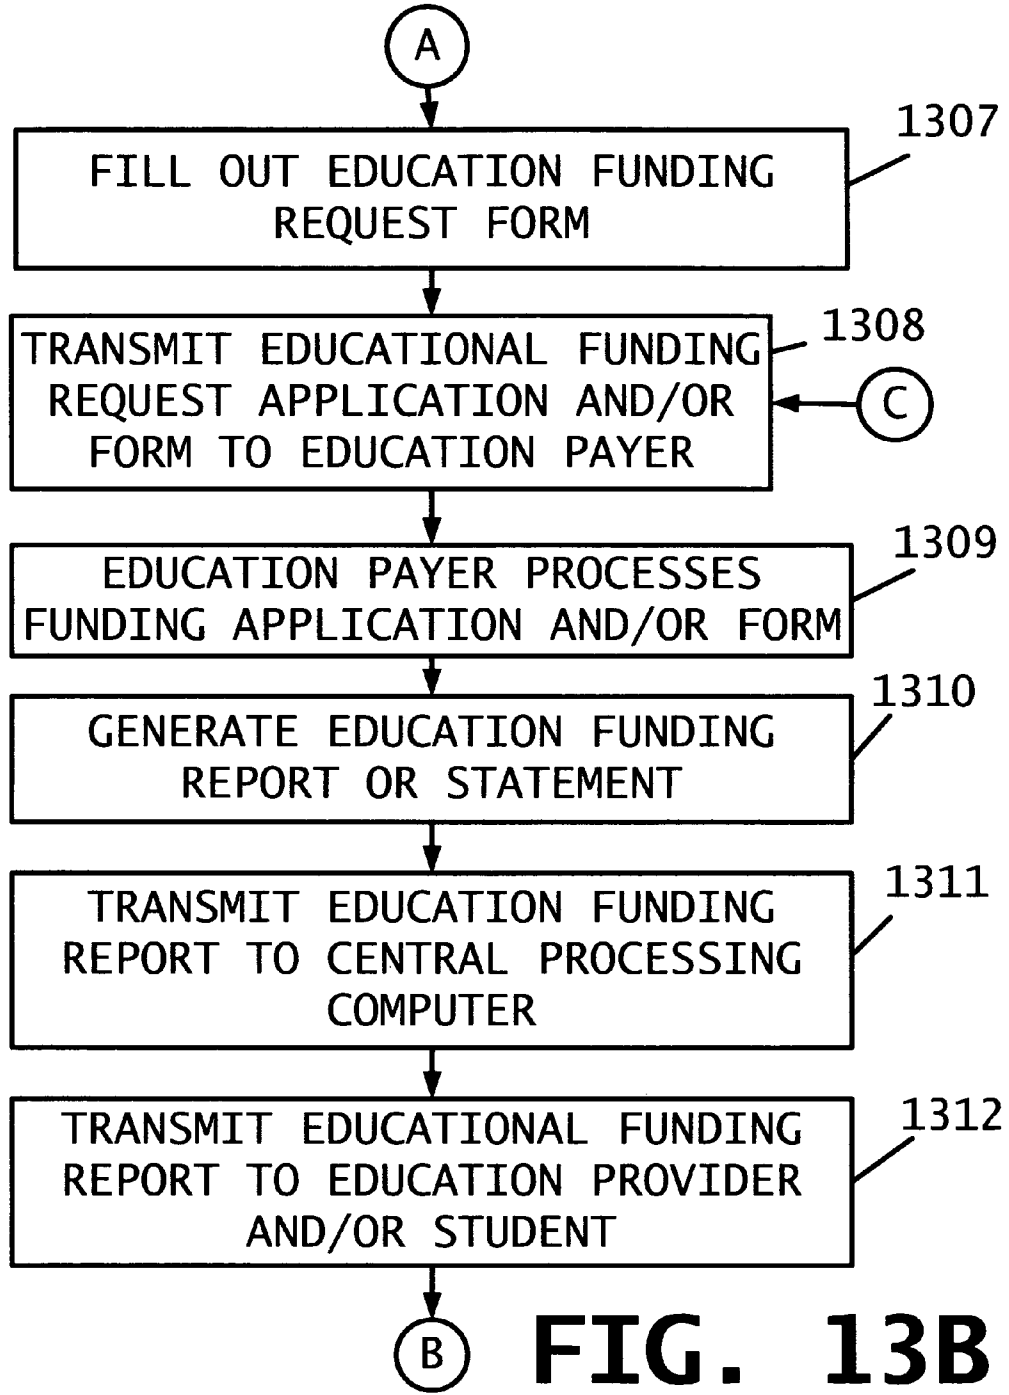 A
1307
FILL OUT EDUCATION FUNDING
REQUEST FORM
1308
TRANSMIT EDUCATIONAL FUNDING
REQUEST APPLICATION AND/OR
FORM TO EDUCATION PAYER
C
1309
EDUCATION PAYER PROCESSES
FUNDING APPLICATION AND/OR FORM
1310
GENERATE EDUCATION FUNDING
REPORT OR STATEMENT
1311
TRANSMIT EDUCATION FUNDING
REPORT TO CENTRAL PROCESSING
COMPUTER
1312
TRANSMIT EDUCATIONAL FUNDING
REPORT TO EDUCATION PROVIDER
AND/OR STUDENT
B
FIG. 13B